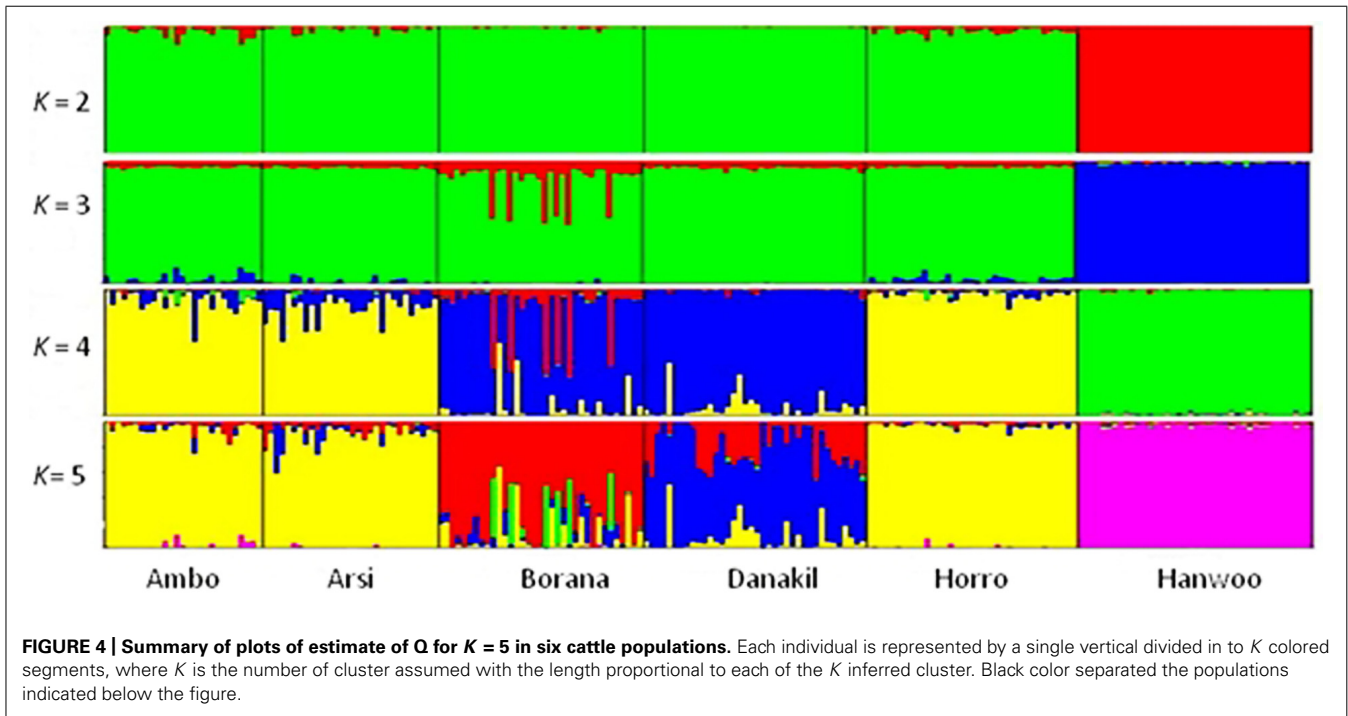 K = 2
K = 3
K = 4
K = 5
Ambo Arsi Borana Danakil Horro Hanwoo
FIGURE 4 | Summary of plots of estimate of Q for K = 5 in six cattle populations. Each individual is represented by a single vertical divided in to K colored
segments, where K is the number of cluster assumed with the length proportional to each of the K inferred cluster. Black color separated the populations
indicated below the figure.